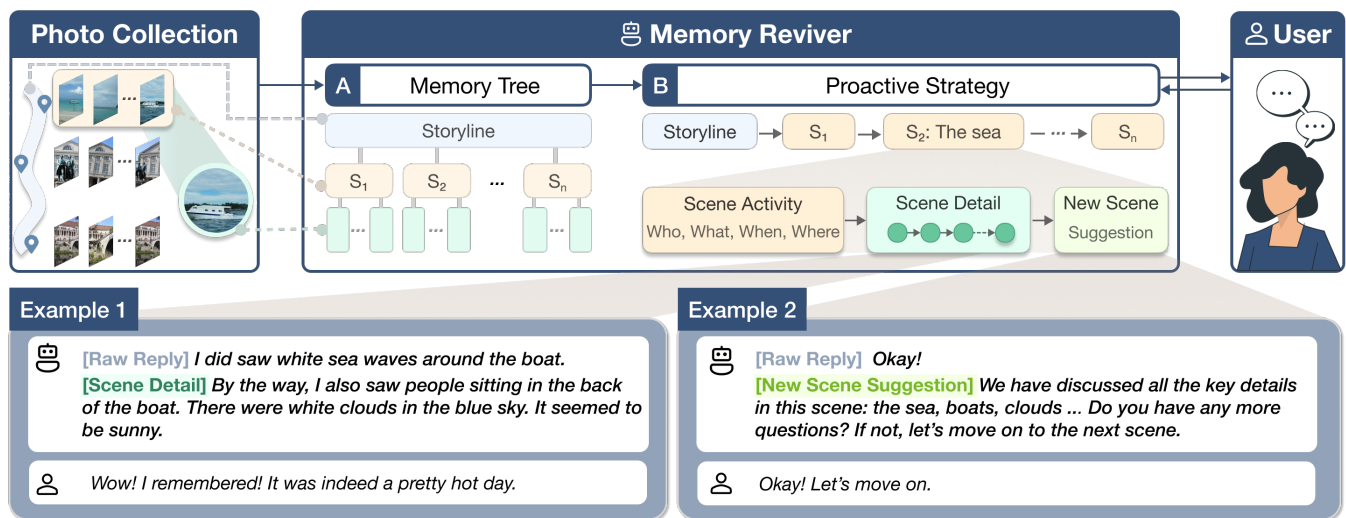 Photo Collection
Memory Reviver
User
A
Memory Tree
B
Proactive Strategy
...
Storyline
S1
S2
...
Sn
...
...
...
Storyline
S1
S2: The sea
...
Sn
Scene Activity
Who, What, When, Where
Scene Detail
New Scene
Suggestion
...
...
...
...
...
Example 1
[Raw Reply] I did saw white sea waves around the boat.
[Scene Detail] By the way, I also saw people sitting in the back
of the boat. There were white clouds in the blue sky. It seemed to
be sunny.
Wow! I remembered! It was indeed a pretty hot day.
Example 2
[Raw Reply] Okay!
[New Scene Suggestion] We have discussed all the key details
in this scene: the sea, boats, clouds ... Do you have any more
questions? If not, let's move on to the next scene.
Okay! Let's move on.